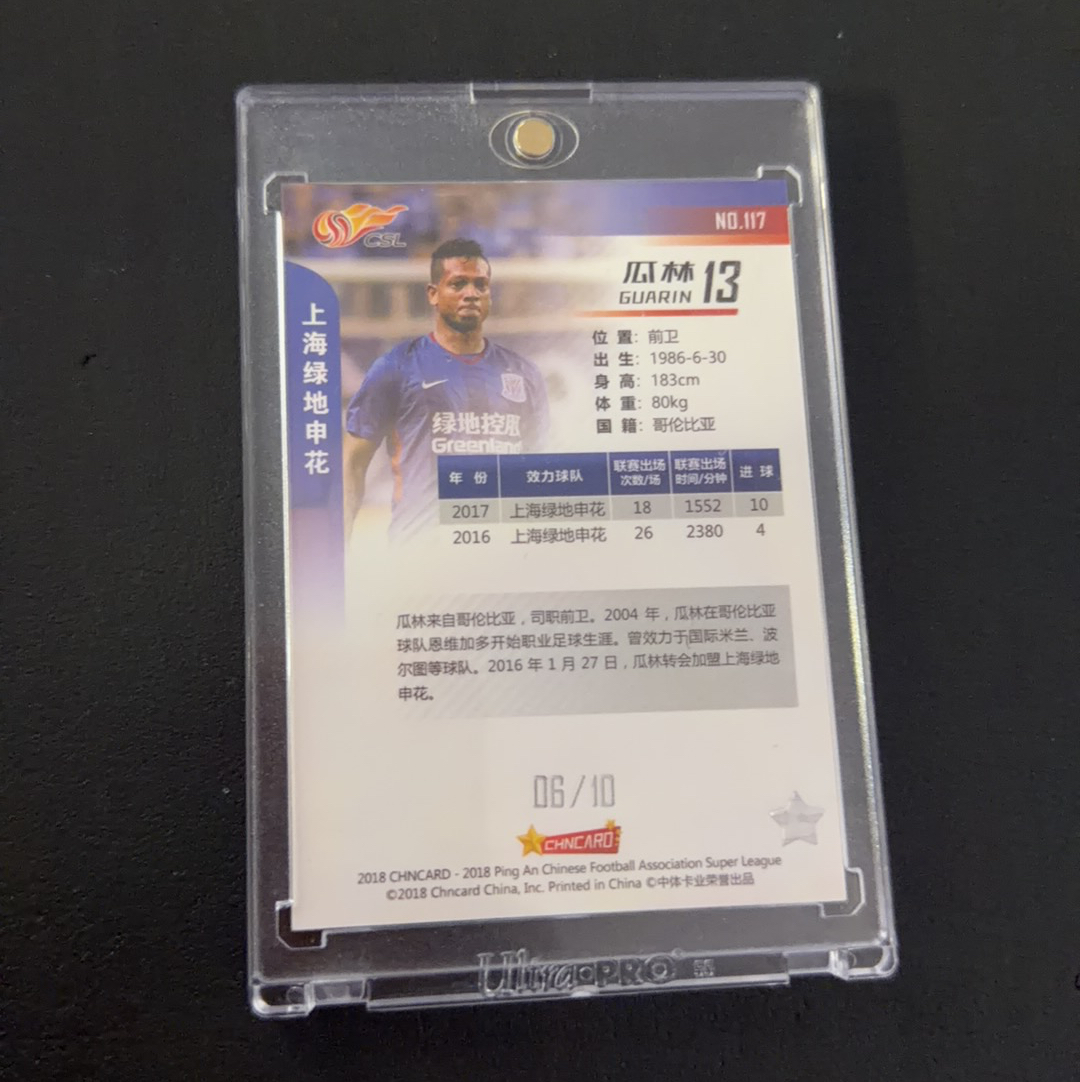 CSL
NO.117
瓜林 13
GUARIN
上海绿地申花
位 置：前卫
出 生：1986-6-30
身 高：183cm
体 重：80kg
国 籍：哥伦比亚
绿地控股
Greenland
年 份 效力球队 联赛出场次数/场 联赛出场时间/分钟 进 球
2017 上海绿地申花 18 1552 10
2016 上海绿地申花 26 2380 4
瓜林来自哥伦比亚，司职前卫。2004 年，瓜林在哥伦比亚
球队恩维加多开始职业足球生涯。曾效力于国际米兰、波
尔图等球队。2016 年 1 月 27 日，瓜林转会加盟上海绿地
申花。
06/10
CHNCARD
2018 CHNCARD - 2018 Ping An Chinese Football Association Super League
©2018 Chncard China, Inc. Printed in China ©中体卡业荣誉出品
Ultra·PRO